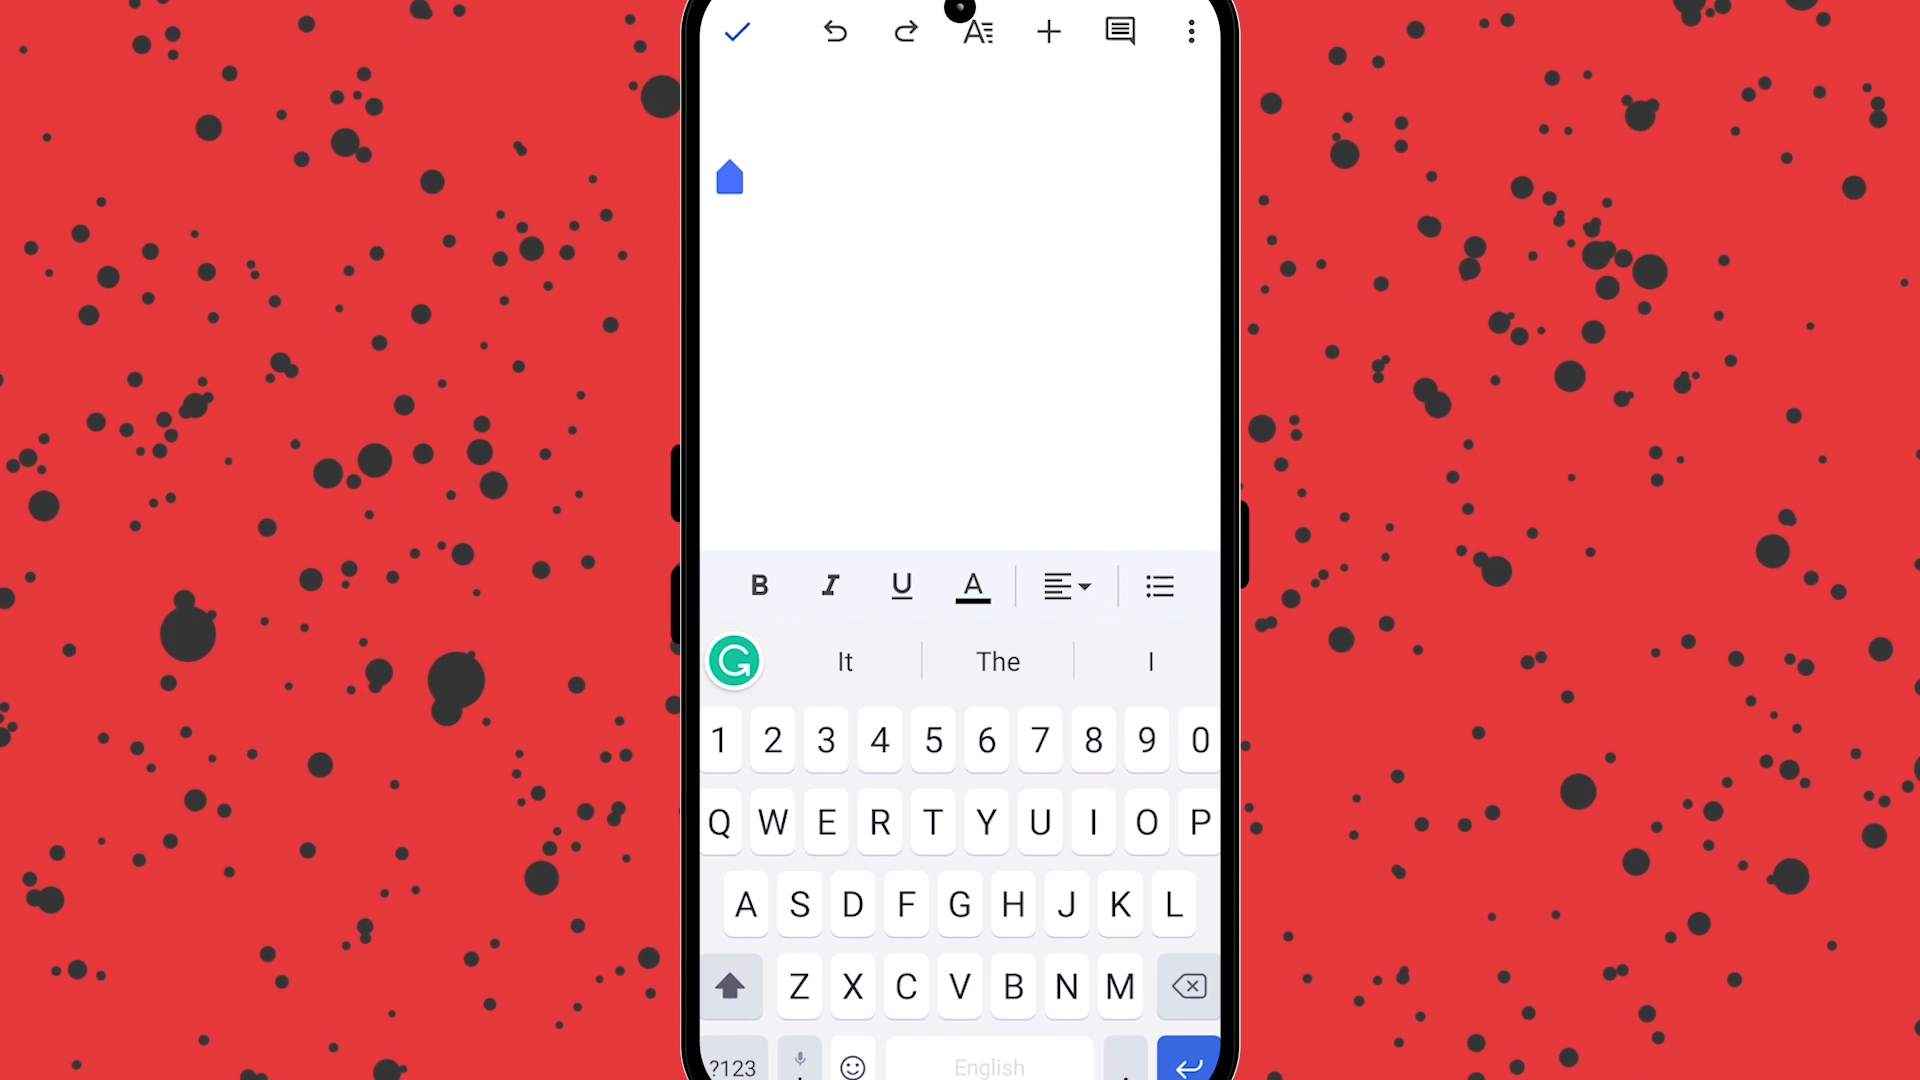 B I U A
It The I
1 2 3 4 5 6 7 8 9 0
Q W E R T Y U I O P
A S D F G H J K L
Z X C V B N M
?123 English